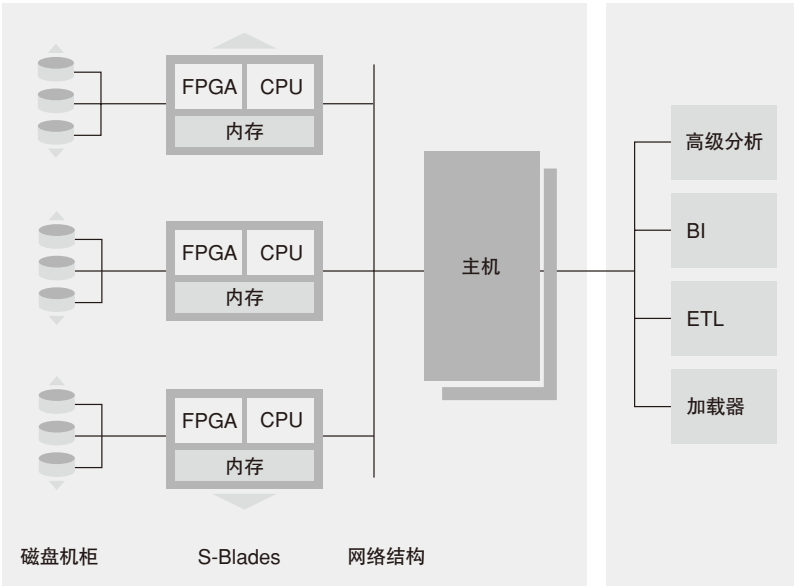 FPGA CPU
内存
FPGA CPU
内存
FPGA CPU
内存
主机
高级分析
BI
ETL
加载器
磁盘机柜
S-Blades
网络结构